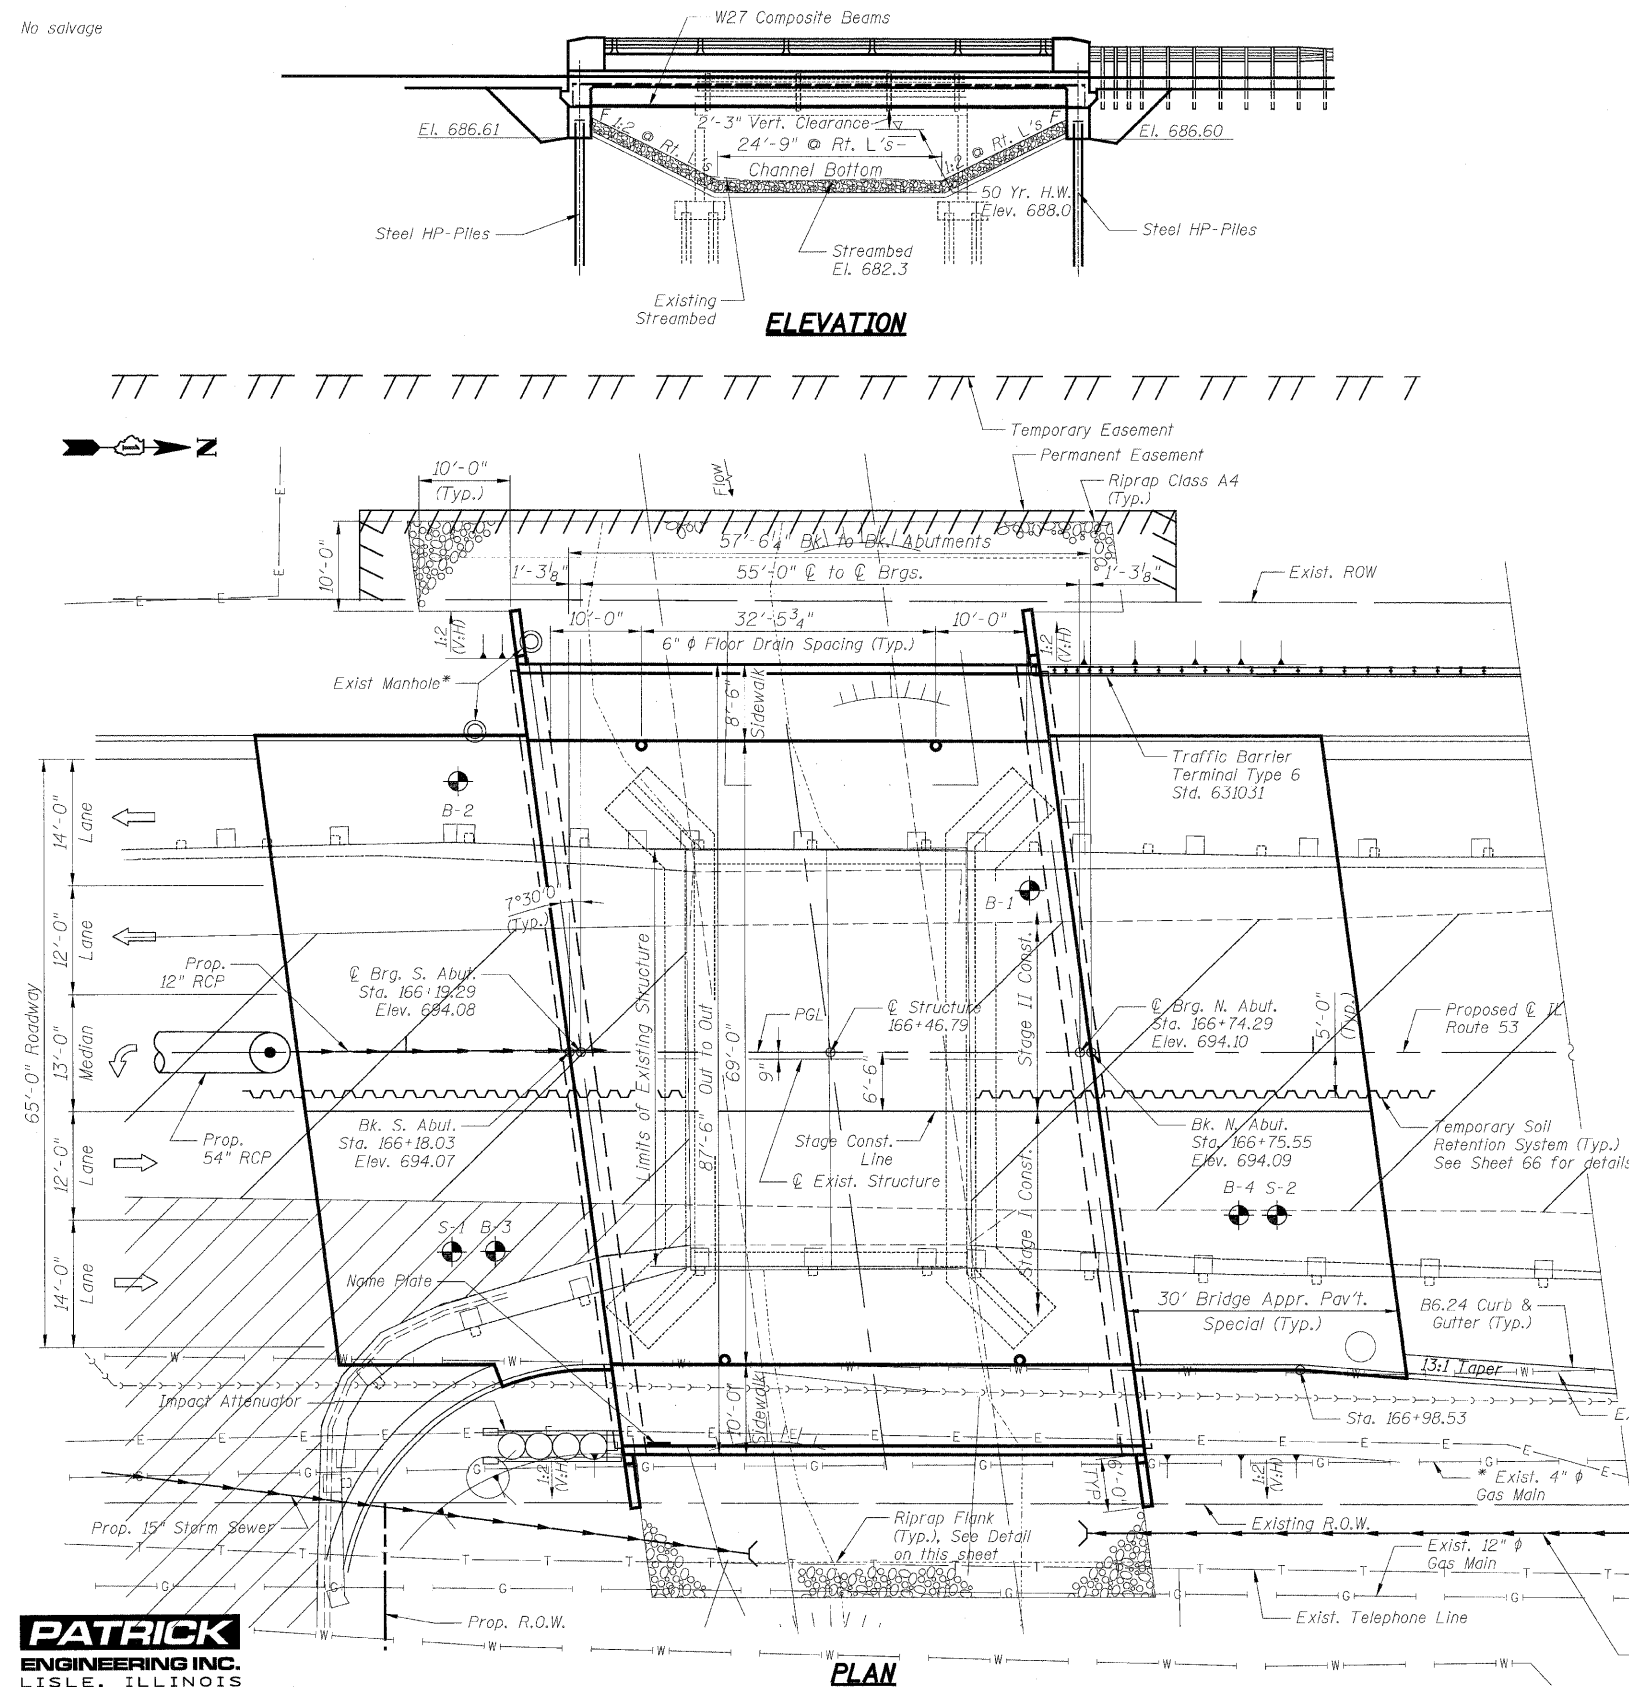 No salvage
W27 Composite Beams
El. 686.61
F
1:2 @ Rt. L's
2'-3" Vert. Clearance
24'-9" @ Rt. L's
Channel Bottom
1:2 @ Rt. L's
F
El. 686.60
50 Yr. H.W.
Elev. 688.0
Steel HP-Piles
Steel HP-Piles
Streambed
El. 682.3
Existing
Streambed
ELEVATION
Temporary Easement
Permanent Easement
Riprap Class A4
(Typ.)
N
10'-0"
(Typ.)
Flow
10'-0"
57'-6¼" Bk. to Bk. Abutments
1'-3⅛"
55'-0" ℄ to ℄ Brgs.
1'-3⅛"
Exist. ROW
10'-0"
32'-5¾"
10'-0"
6" ϕ Floor Drain Spacing (Typ.)
1:2
(V:H)
1:2
(V:H)
Exist Manhole*
8'-6"
Sidewalk
Traffic Barrier
Terminal Type 6
Std. 631031
B-2
14'-0"
Lane
12'-0"
Lane
13'-0"
Median
12'-0"
Lane
14'-0"
Lane
65'-0" Roadway
7°30'0"
(Typ.)
B-1
Prop.
12" RCP
℄ Brg. S. Abut.
Sta. 166+19.29
Elev. 694.08
Limits of Existing Structure
87'-6" Out to Out
69'-0"
PGL
℄ Structure
166+46.79
Stage II Const.
℄ Brg. N. Abut.
Sta. 166+74.29
Elev. 694.10
5'-0"
(Typ.)
Proposed ℄ IL
Route 53
9"
6'-6"
Prop.
54" RCP
Bk. S. Abut.
Sta. 166+18.03
Elev. 694.07
Stage Const.
Line
℄ Exist. Structure
Stage I Const.
Bk. N. Abut.
Sta. 166+75.55
Elev. 694.09
Temporary Soil
Retention System (Typ.)
See Sheet 66 for details
B-4 S-2
S-1 B-3
Name Plate
30' Bridge Appr. Pav't.
Special (Typ.)
B6.24 Curb &
Gutter (Typ.)
13:1 Taper
Impact Attenuator
10'-0"
Sidewalk
Sta. 166+98.53
E.
1:2
(V:H)
6'-0"
Typ.
1:2
(V:H)
* Exist. 4" ϕ
Gas Main
Prop. 15" Storm Sewer
Riprap Flank
(Typ.), See Detail
on this sheet
Existing R.O.W.
Exist. 12" ϕ
Gas Main
Prop. R.O.W.
Exist. Telephone Line
PATRICK
ENGINEERING INC.
LISLE, ILLINOIS
PLAN